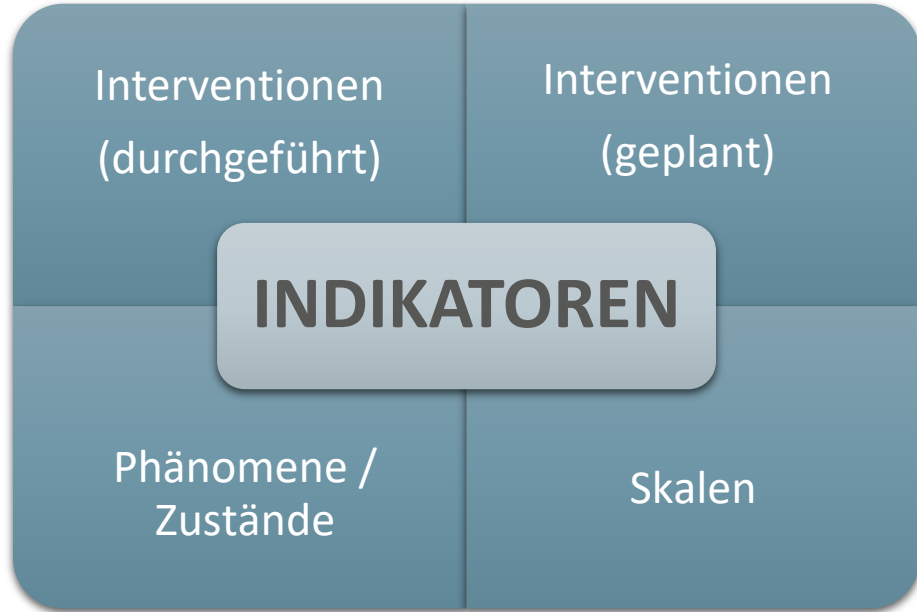 Interventionen
(durchgeführt)
Interventionen
(geplant)
INDIKATOREN
Phänomene /
Zustände
Skalen